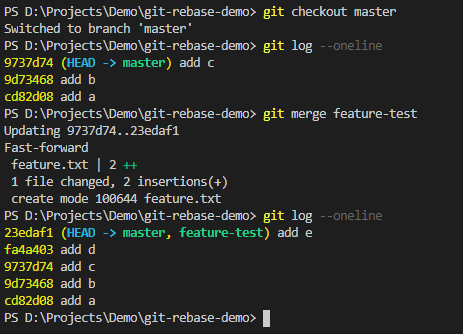 PS D:\Projects\Demo\git-rebase-demo> git checkout master
Switched to branch 'master'
PS D:\Projects\Demo\git-rebase-demo> git log --oneline
9737d74 (HEAD -> master) add c
9d73468 add b
cd82d08 add a
PS D:\Projects\Demo\git-rebase-demo> git merge feature-test
Updating 9737d74..23edaf1
Fast-forward
 feature.txt | 2 ++
 1 file changed, 2 insertions(+)
 create mode 100644 feature.txt
PS D:\Projects\Demo\git-rebase-demo> git log --oneline
23edaf1 (HEAD -> master, feature-test) add e
fa4a403 add d
9737d74 add c
9d73468 add b
cd82d08 add a
PS D:\Projects\Demo\git-rebase-demo>